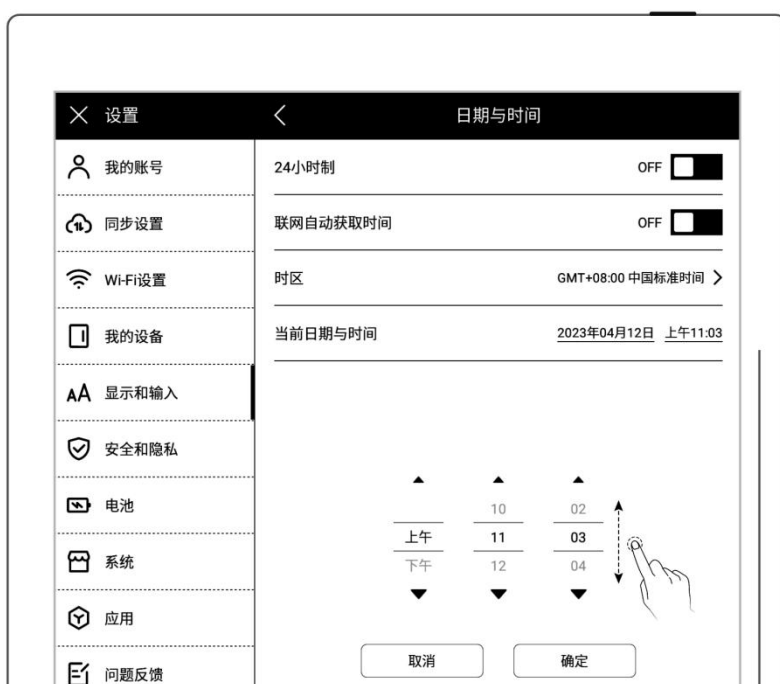 设置
日期与时间
我的账号
24小时制 OFF
同步设置
联网自动获取时间 OFF
Wi-Fi设置
时区 GMT+08:00 中国标准时间
我的设备
当前日期与时间 2023年04月12日 上午11:03
显示和输入
安全和隐私
电池
10 02
上午 11 03
系统
下午 12 04
应用
取消 确定
问题反馈